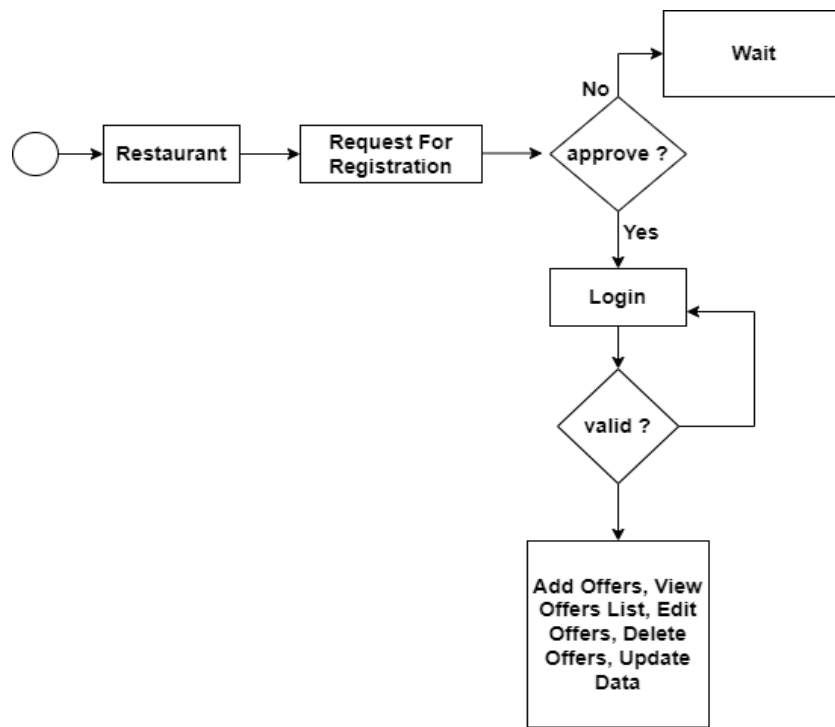 Wait
No
Restaurant
Request For
Registration
approve ?
Yes
Login
valid ?
Add Offers, View
Offers List, Edit
Offers, Delete
Offers, Update
Data